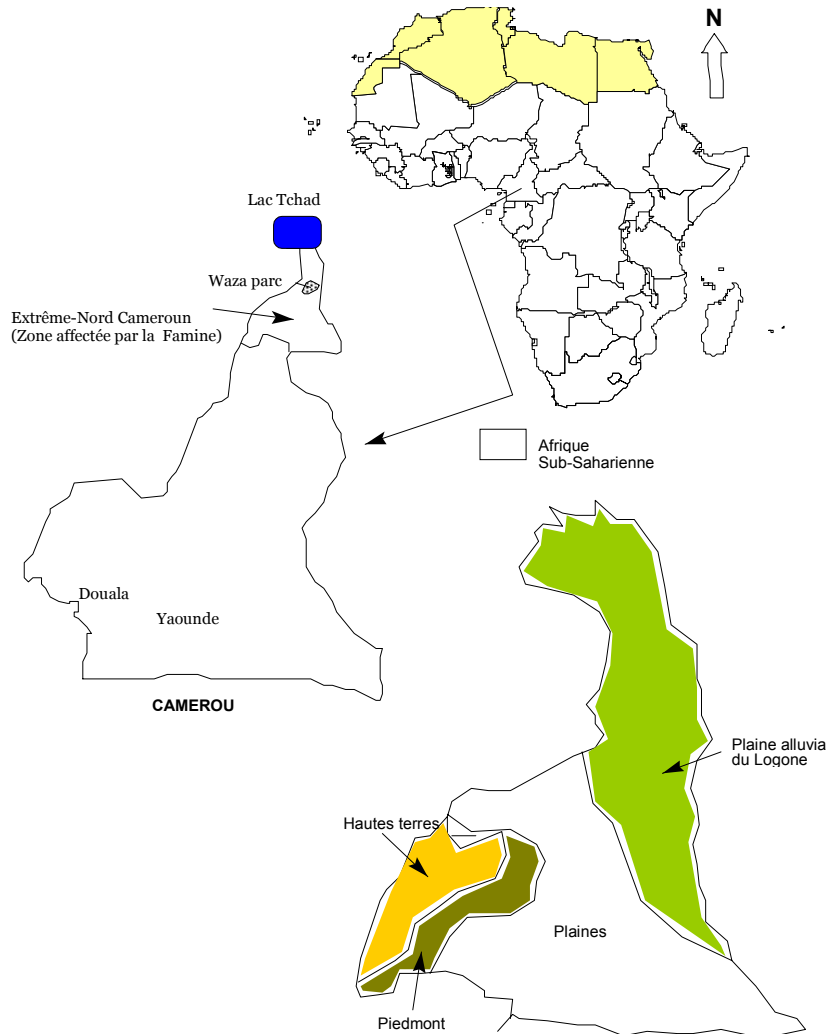 N
Lac Tchad
Waza parc
Extrême-Nord Cameroun
(Zone affectée par la Famine)
Afrique
Sub-Saharienne
Douala
Yaounde
CAMEROU
Plaine alluvia
du Logone
Hautes terres
Plaines
Piedmont